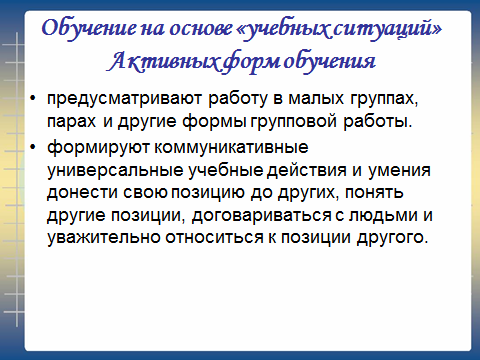 Обучение на основе «учебных ситуаций»
Активных форм обучения
• предусматривают работу в малых группах,
парах и другие формы групповой работы.
• формируют коммуникативные
универсальные учебные действия и умения
донести свою позицию до других, понять
другие позиции, договариваться с людьми и
уважительно относиться к позиции другого.